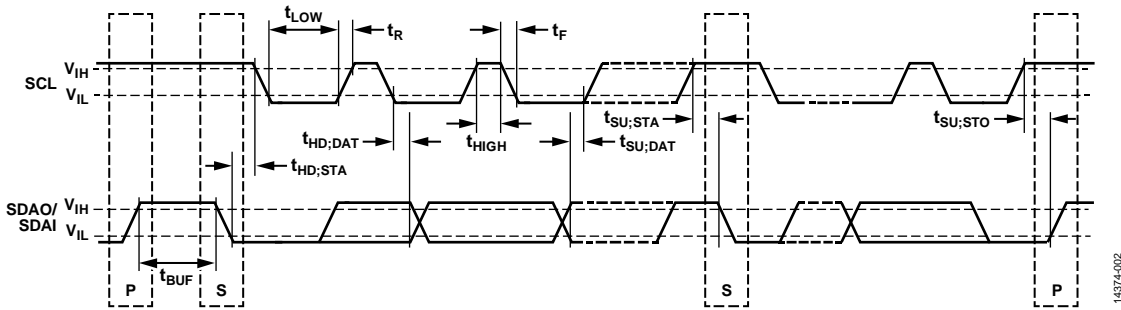 tLOW
tR
tF
VIH
SCL
VIL
tSU;STA
tSU;STO
tHD;DAT
tHIGH
tSU;DAT
tHD;STA
SDAO/
SDAI
VIH
VIL
tBUF
P
S
S
P
14374-002